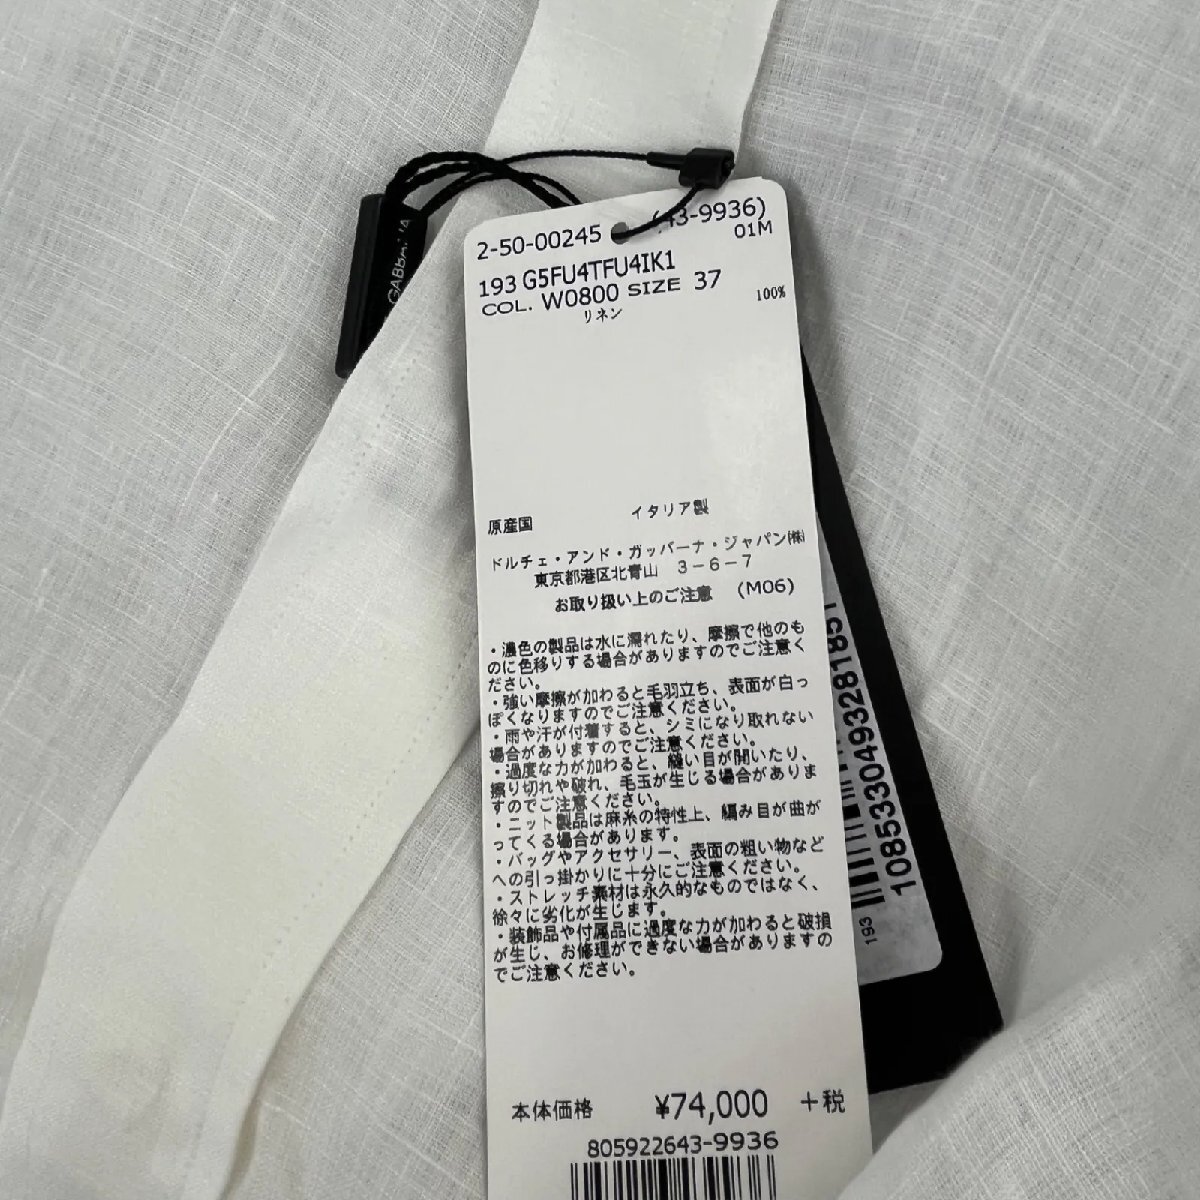 2-50-00245 (43-9936)
01M
193 G5FU4TFU4IK1
COL. W0800 SIZE 37
リネン 100%
GABBANA
原産国 イタリア製
ドルチェ・アンド・ガッバーナ・ジャパン㈱
東京都港区北青山 3-6-7
お取り扱い上のご注意 (M06)
・濃色の製品は水に濡れたり、摩擦で他のも
のに色移りする場合がありますのでご注意く
ださい。
・強い摩擦が加わると毛羽立ち、表面が白っ
ぽくなりますのでご注意ください。
・雨や汗が付着すると、シミになり取れない
場合がありますのでご注意ください。
・過度な力が加わると、縫い目が開いたり、
擦り切れや破れ、毛玉が生じる場合がありま
すのでご注意ください。
・ニット製品は麻糸の特性上、編み目が曲が
ってくる場合があります。
・バッグやアクセサリー、表面の粗い物など
への引っ掛かりに十分にご注意ください。
・ストレッチ素材は永久的なものではなく、
徐々に劣化が生じます。
・装飾品や付属品に過度な力が加わると破損
が生じ、お修理ができない場合がありますの
でご注意ください。
本体価格 ¥74,000 +税
805922643-9936
193